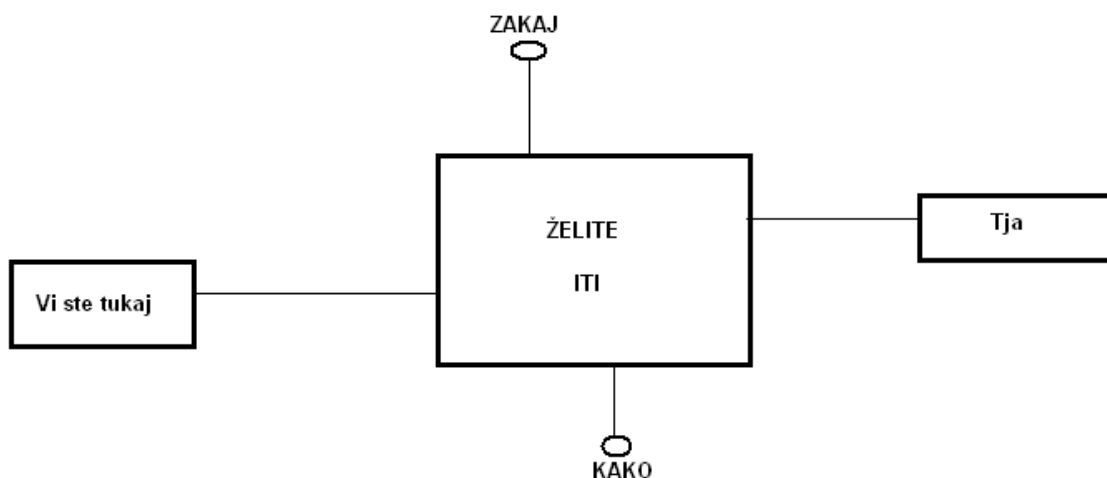 ZAKAJ
ŽELITE
ITI
Tja
Vi ste tukaj
KAKO